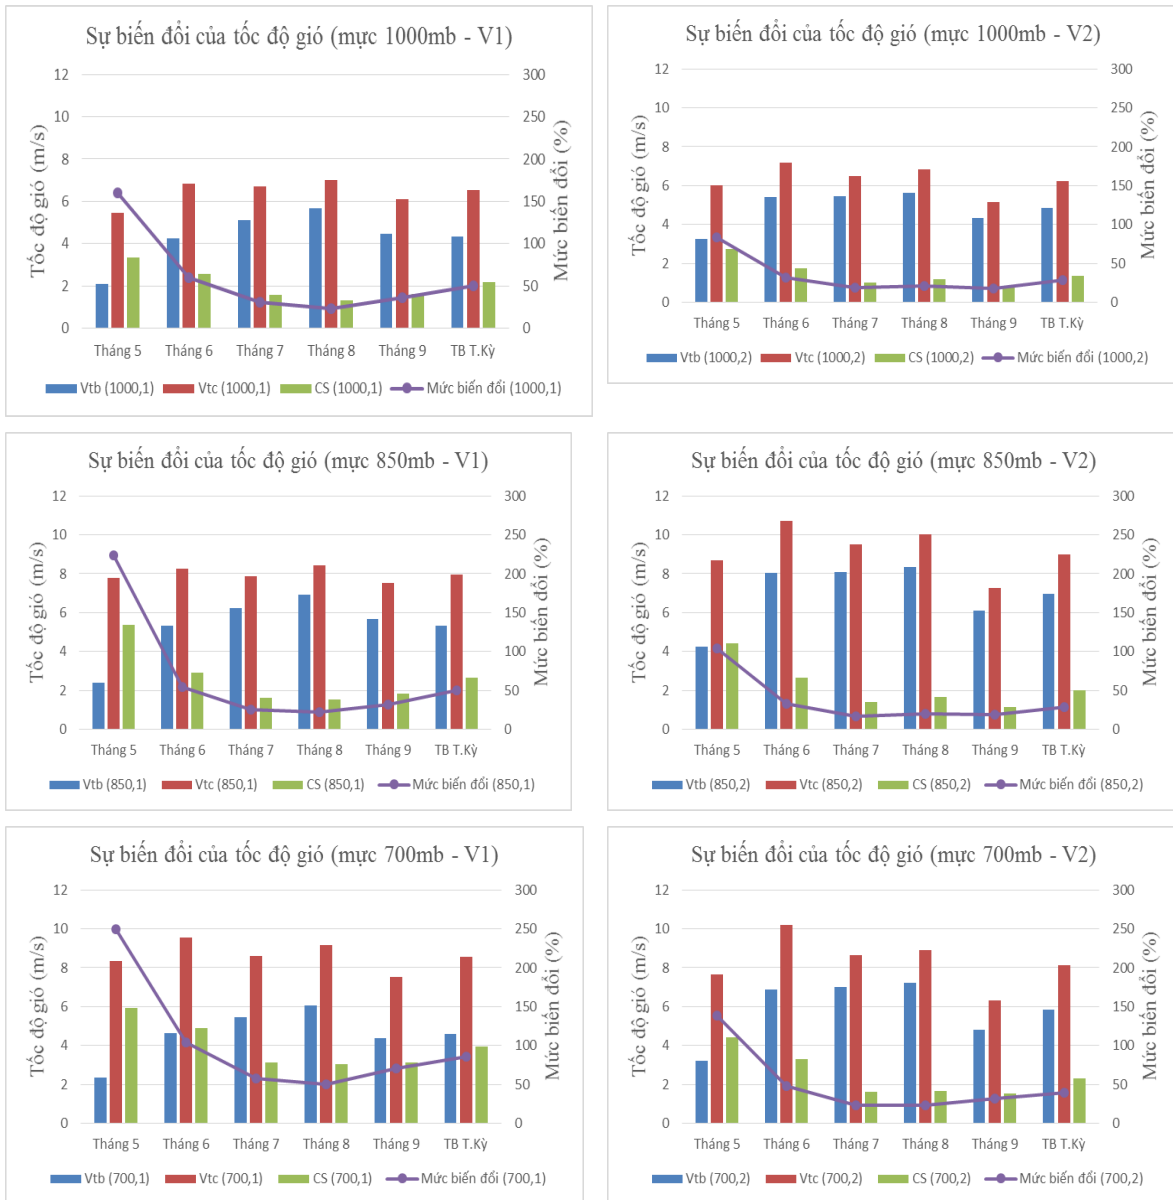 Sự biến đổi của tốc độ gió (mực 1000mb - V1)
Tốc độ gió (m/s)
12
10
8
6
4
2
0
300
250
200
150
100
50
0
Mức biến đổi (%)
Tháng 5 Tháng 6 Tháng 7 Tháng 8 Tháng 9 TB T.Kỳ
Vtb (1000,1) Vtc (1000,1) CS (1000,1) Mức biến đổi (1000,1)
Sự biến đổi của tốc độ gió (mực 1000mb - V2)
Tốc độ gió (m/s)
12
10
8
6
4
2
0
300
250
200
150
100
50
0
Mức biến đổi (%)
Tháng 5 Tháng 6 Tháng 7 Tháng 8 Tháng 9 TB T.Kỳ
Vtb (1000,2) Vtc (1000,2) CS (1000,2) Mức biến đổi (1000,2)
Sự biến đổi của tốc độ gió (mực 850mb - V1)
Tốc độ gió (m/s)
12
10
8
6
4
2
0
300
250
200
150
100
50
0
Mức biến đổi (%)
Tháng 5 Tháng 6 Tháng 7 Tháng 8 Tháng 9 TB T.Kỳ
Vtb (850,1) Vtc (850,1) CS (850,1) Mức biến đổi (850,1)
Sự biến đổi của tốc độ gió (mực 850mb - V2)
Tốc độ gió (m/s)
12
10
8
6
4
2
0
300
250
200
150
100
50
0
Mức biến đổi (%)
Tháng 5 Tháng 6 Tháng 7 Tháng 8 Tháng 9 TB T.Kỳ
Vtb (850,2) Vtc (850,2) CS (850,2) Mức biến đổi (850,2)
Sự biến đổi của tốc độ gió (mực 700mb - V1)
Tốc độ gió (m/s)
12
10
8
6
4
2
0
300
250
200
150
100
50
0
Mức biến đổi (%)
Tháng 5 Tháng 6 Tháng 7 Tháng 8 Tháng 9 TB T.Kỳ
Vtb (700,1) Vtc (700,1) CS (700,1) Mức biến đổi (700,1)
Sự biến đổi của tốc độ gió (mực 700mb - V2)
Tốc độ gió (m/s)
12
10
8
6
4
2
0
300
250
200
150
100
50
0
Mức biến đổi (%)
Tháng 5 Tháng 6 Tháng 7 Tháng 8 Tháng 9 TB T.Kỳ
Vtb (700,2) Vtc (700,2) CS (700,2) Mức biến đổi (700,2)